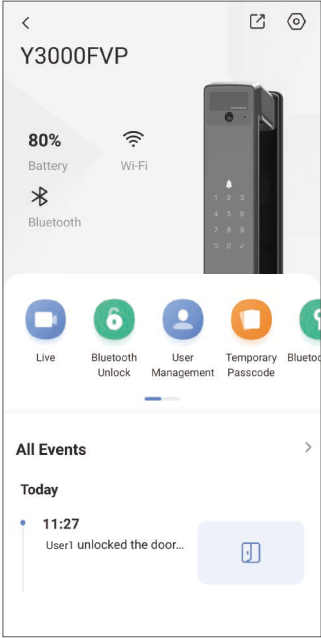 Y3000FVP
80%
Battery
Wi-Fi
Bluetooth
1 2 3
4 5 6
7 8 9
0
Live
Bluetooth
Unlock
User
Management
Temporary
Passcode
All Events
Today
11:27
User1 unlocked the door...